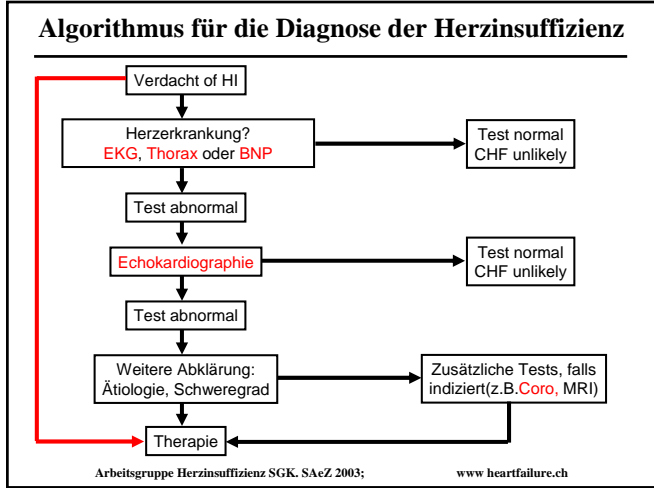 Algorithmus für die Diagnose der Herzinsuffizienz
Verdacht of HI
Herzerkrankung?
EKG, Thorax oder BNP
Test normal
CHF unlikely
Test abnormal
Echokardiographie
Test normal
CHF unlikely
Test abnormal
Weitere Abklärung:
Ätiologie, Schweregrad
Zusätzliche Tests, falls
indiziert(z.B.Coro, MRI)
Therapie
Arbeitsgruppe Herzinsuffizienz SGK. SAeZ 2003; www heartfailure.ch